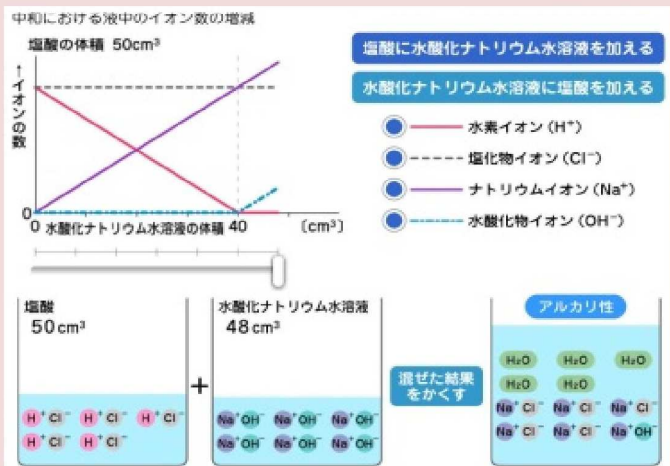 中和における液中のイオン数の増減
塩酸の体積 50cm³
↑イオンの数
0
0
水酸化ナトリウム水溶液の体積
40
〔cm³〕
塩酸に水酸化ナトリウム水溶液を加える
水酸化ナトリウム水溶液に塩酸を加える
水素イオン(H⁺)
塩化物イオン(Cl⁻)
ナトリウムイオン(Na⁺)
水酸化物イオン(OH⁻)
塩酸
50cm³
H⁺Cl⁻ H⁺Cl⁻ H⁺Cl⁻
H⁺Cl⁻ H⁺Cl⁻
+
水酸化ナトリウム水溶液
48cm³
Na⁺OH⁻ Na⁺OH⁻ Na⁺OH⁻
Na⁺OH⁻ Na⁺OH⁻ Na⁺OH⁻
混ぜた結果
をかくす
アルカリ性
H₂O H₂O H₂O
H₂O H₂O
Na⁺Cl⁻ Na⁺Cl⁻ Na⁺Cl⁻
Na⁺Cl⁻ Na⁺Cl⁻ Na⁺OH⁻